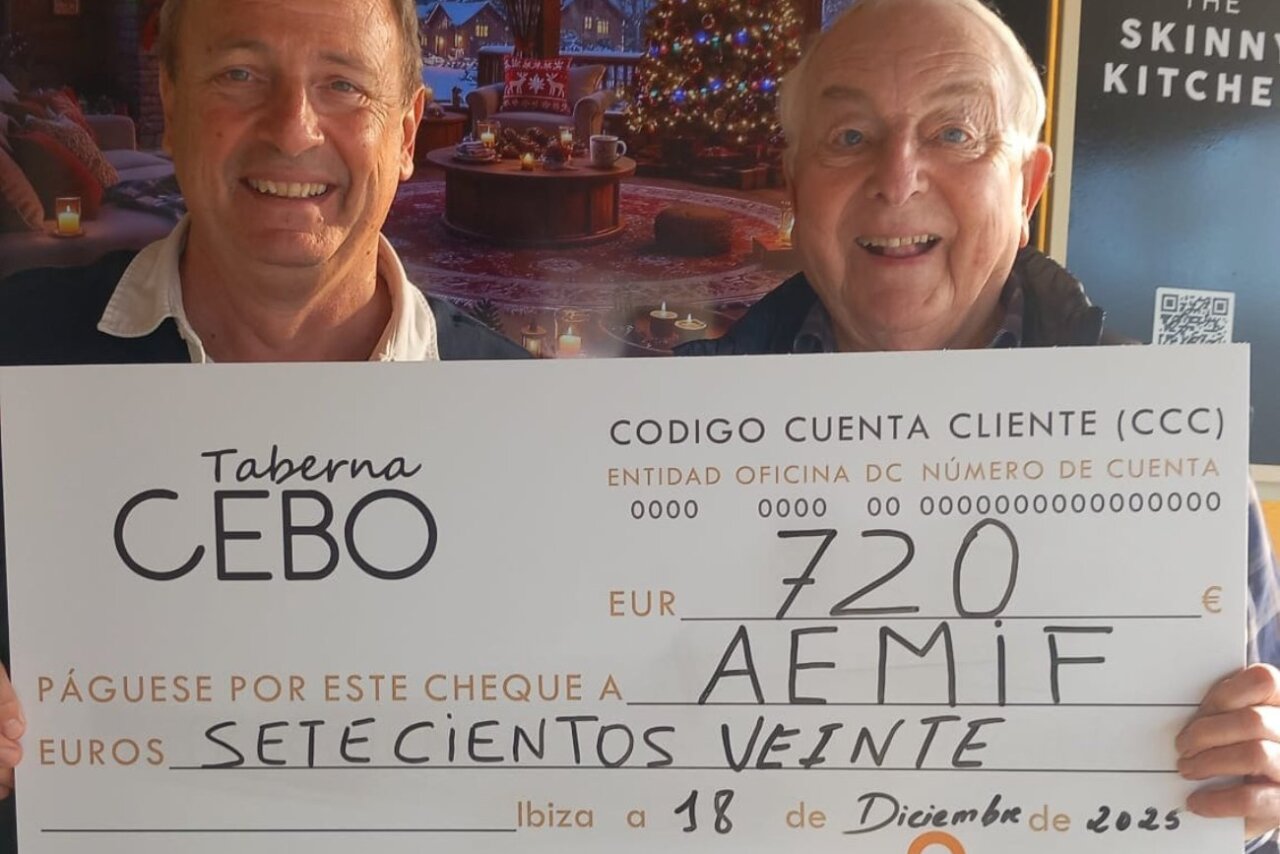 THE
SKINNY
KITCHE
Taberna
CEBO
CODIGO CUENTA CLIENTE (CCC)
ENTIDAD OFICINA DC NÚMERO DE CUENTA
0000 0000 00 0000000000000000
EUR 720 €
PÁGUESE POR ESTE CHEQUE A AEMiF
EUROS SETECiENTOS VEINTE
Ibiza a 18 de Diciembre de 2025